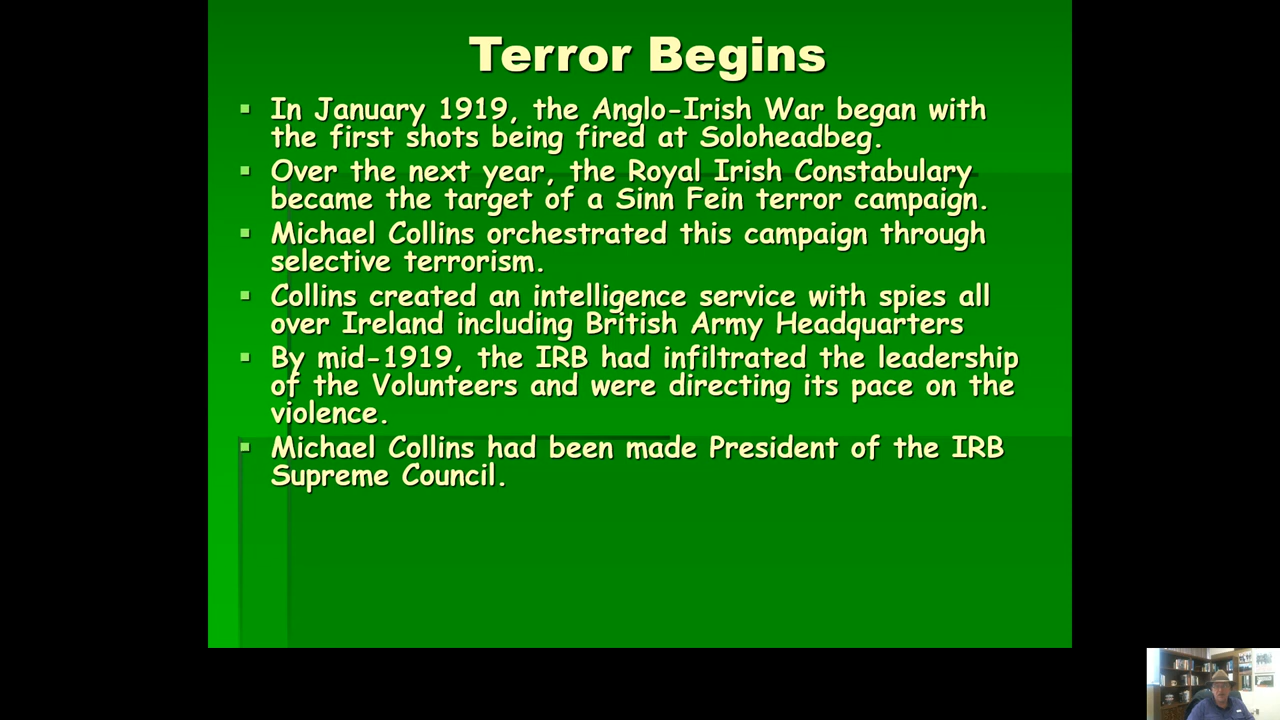 Terror Begins
In January 1919, the Anglo-Irish War began with
the first shots being fired at Soloheadbeg.
Over the next year, the Royal Irish Constabulary
became the target of a Sinn Fein terror campaign.
Michael Collins orchestrated this campaign through
selective terrorism.
Collins created an intelligence service with spies all
over Ireland including British Army Headquarters
By mid-1919, the IRB had infiltrated the leadership
of the Volunteers and were directing its pace on the
violence.
Michael Collins had been made President of the IRB
Supreme Council.